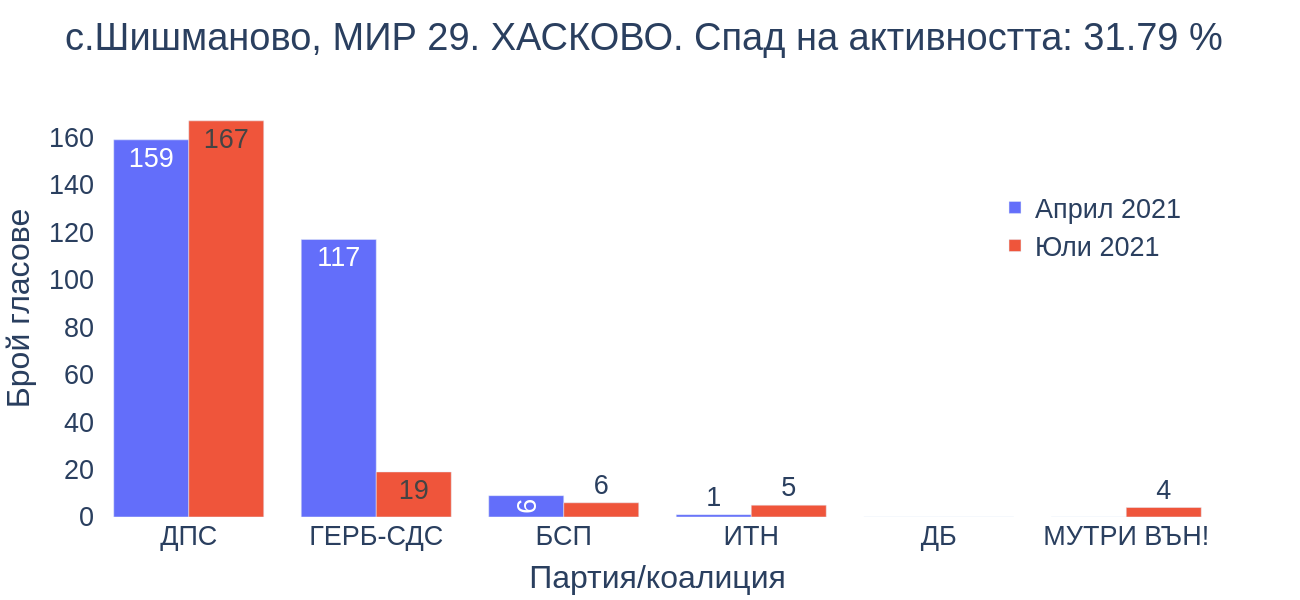 с.Шишманово, МИР 29. ХАСКОВО. Спад на активността: 31.79 %
Брой гласове
160
140
120
100
80
60
40
20
0
159
167
117
19
9
6
1
5
4
Април 2021
Юли 2021
ДПС
ГЕРБ-СДС
БСП
ИТН
ДБ
МУТРИ ВЪН!
Партия/коалиция